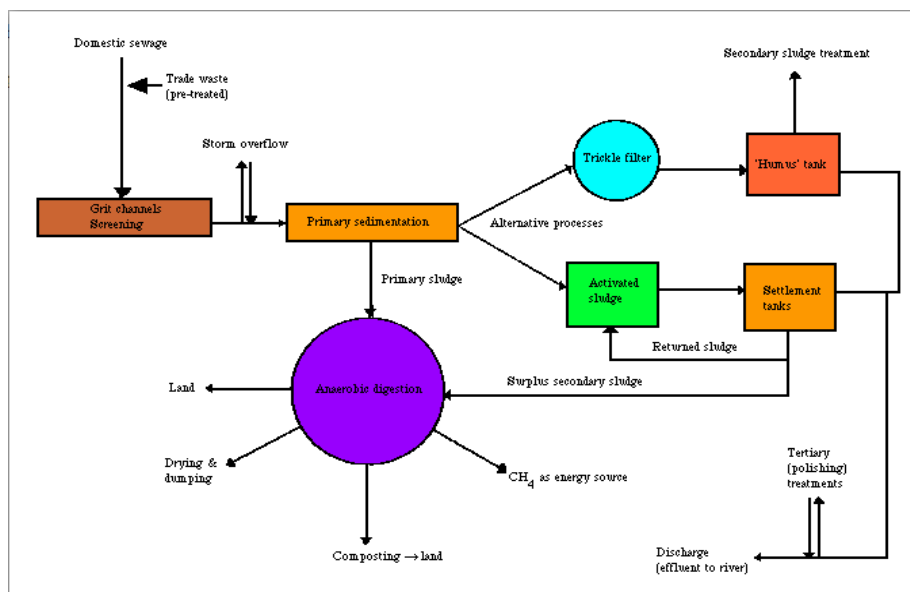 Domestic sewage
Trade waste
(pre-treated)
Storm overflow
Secondary sludge treatment
Trickle filter
'Humus' tank
Grit channels
Screening
Primary sedimentation
Alternative processes
Primary sludge
Activated
sludge
Settlement
tanks
Returned sludge
Surplus secondary sludge
Land
Anaerobic digestion
Drying &
dumping
CH4 as energy source
Tertiary
(polishing)
treatments
Composting → land
Discharge
(effluent to river)